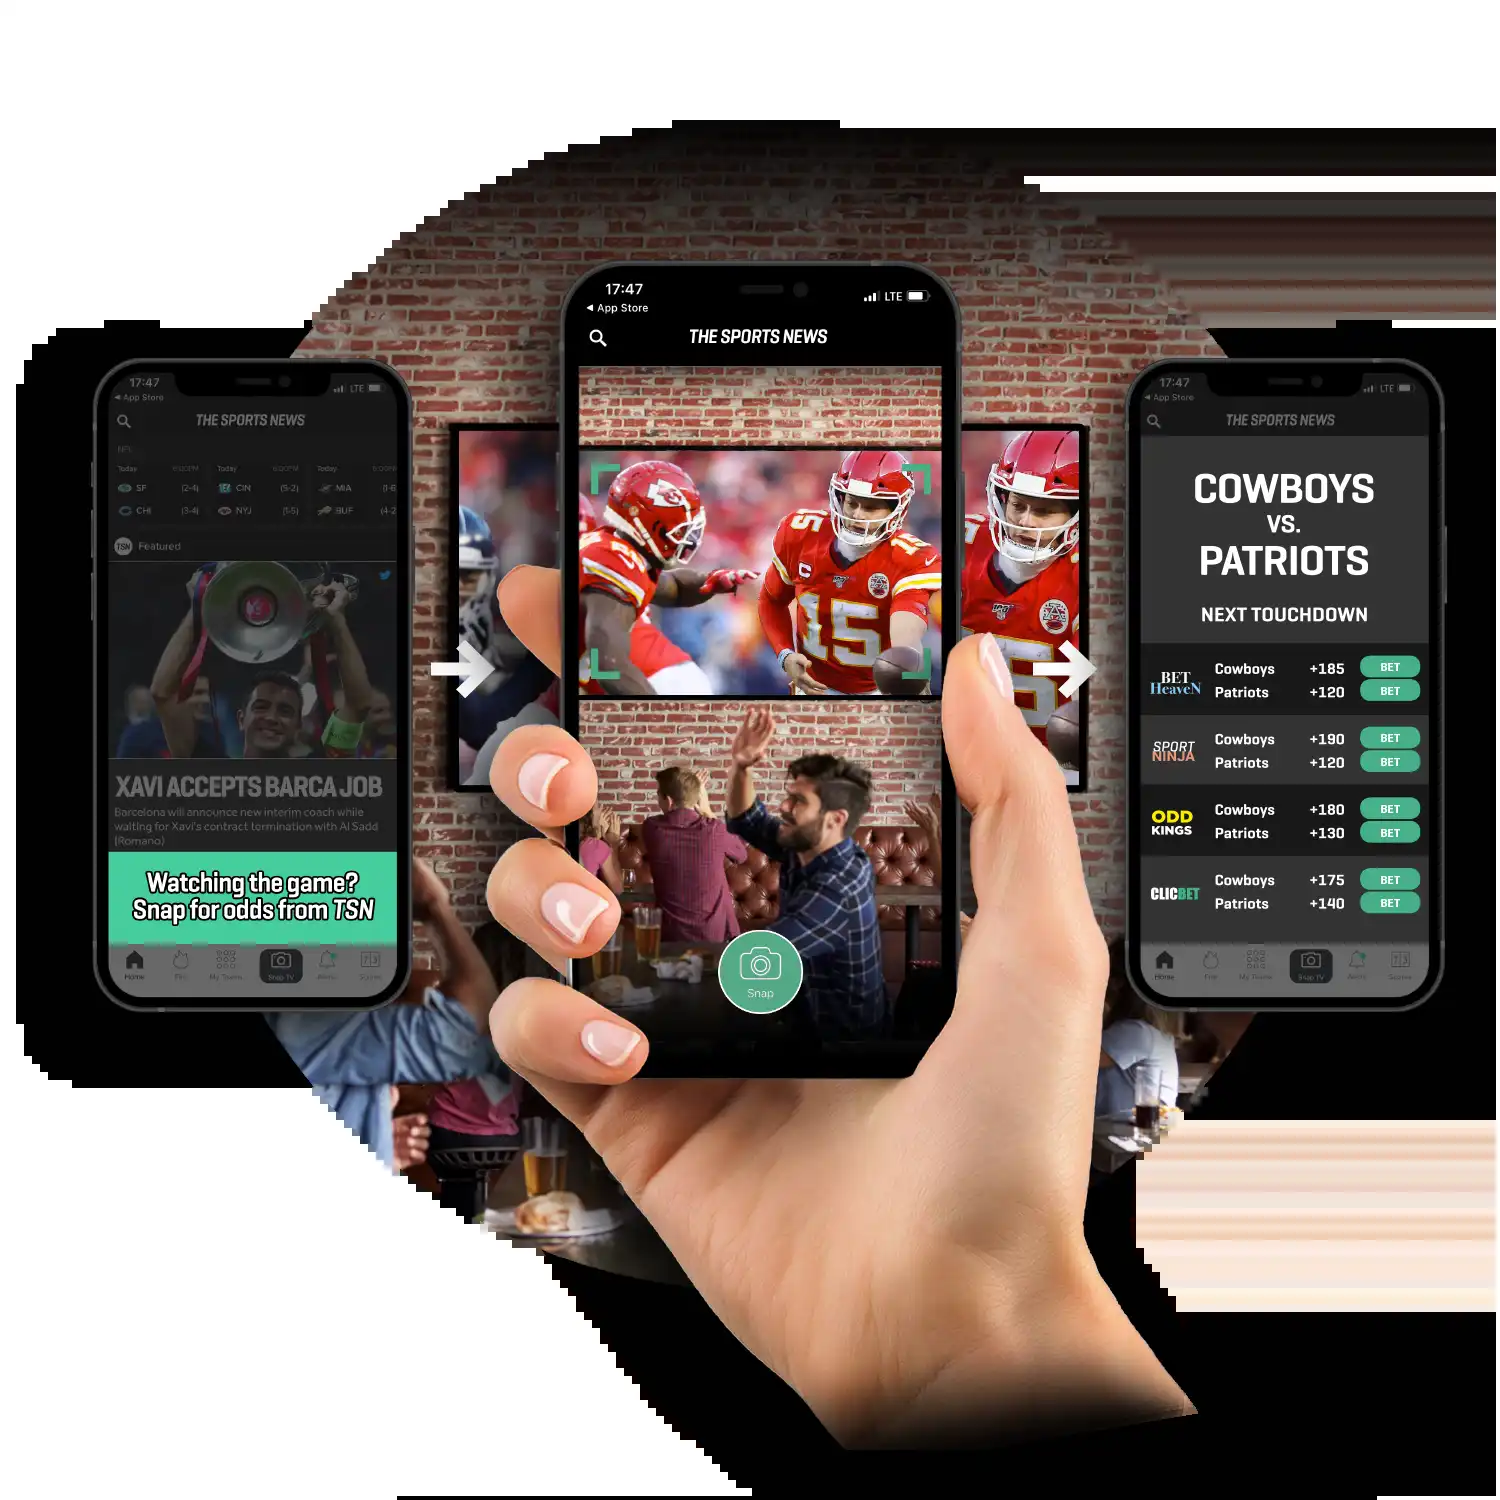 17:47
LTE
◀ App Store
THE SPORTS NEWS
NFL
Today 6:00PM Today 6:00PM Today
SF (2-4) CIN (5-2) MIA
CHI (3-4) NYJ (1-5) BUF
TSN Featured
XAVI ACCEPTS BARCA JOB
Barcelona will announce new interim coach while
waiting for Xavi's contract termination with Al Sadd
(Romano)
Watching the game?
Snap for odds from TSN
Home
My Teams
Snap TV
Alerts
Scores
17:47
LTE
◀ App Store
THE SPORTS NEWS
15
15
C
15
Snap
17:47
LTE
◀ App Store
THE SPORTS NEWS
COWBOYS
VS.
PATRIOTS
NEXT TOUCHDOWN
BET
HeaveN
Cowboys +185 BET
Patriots +120 BET
SPORT
NINJA
Cowboys +190 BET
Patriots +120 BET
ODD
KINGS
Cowboys +180 BET
Patriots +130 BET
CLICBET
Cowboys +175 BET
Patriots +140 BET
Home
My Teams
Snap TV
Alerts
Scores